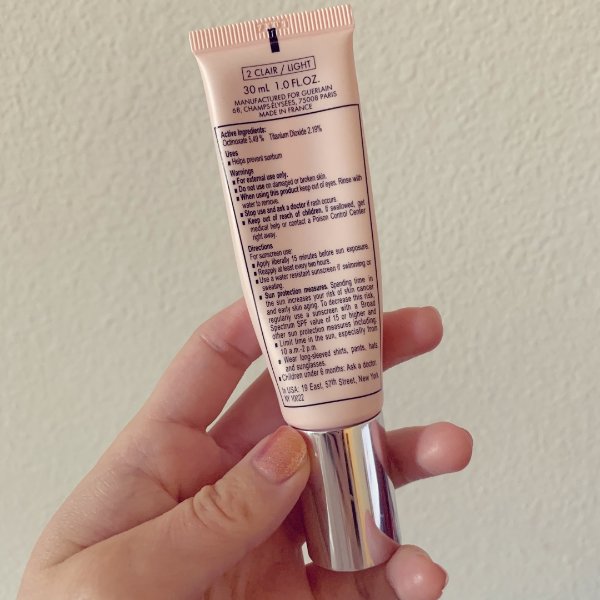 2 CLAIR / LIGHT
30 mL 1.0 FL OZ.
MANUFACTURED FOR GUERLAIN
68, CHAMPS-ÉLYSÉES, 75008 PARIS
MADE IN FRANCE
Active Ingredients:
Octinoxate 5.49 % Titanium Dioxide 2.19%
Uses
▪ Helps prevent sunburn
Warnings
▪ For external use only.
▪ Do not use on damaged or broken skin.
▪ When using this product keep out of eyes. Rinse with
water to remove.
▪ Stop use and ask a doctor if rash occurs.
▪ Keep out of reach of children. If swallowed, get
medical help or contact a Poison Control Center
right away.
Directions
For sunscreen use:
▪ Apply liberally 15 minutes before sun exposure.
▪ Reapply at least every two hours.
▪ Use a water resistant sunscreen if swimming or
sweating.
▪ Sun protection measures. Spending time in
the sun increases your risk of skin cancer
and early skin aging. To decrease this risk,
regularly use a sunscreen with a Broad
Spectrum SPF value of 15 or higher and
other sun protection measures including.
▪ Limit time in the sun, especially from
10 a.m.-2 p.m.
▪ Wear long-sleeved shirts, pants, hats
and sunglasses.
▪ Children under 6 months: Ask a doctor.
In USA: 19 East, 57th Street, New York
NY 10022